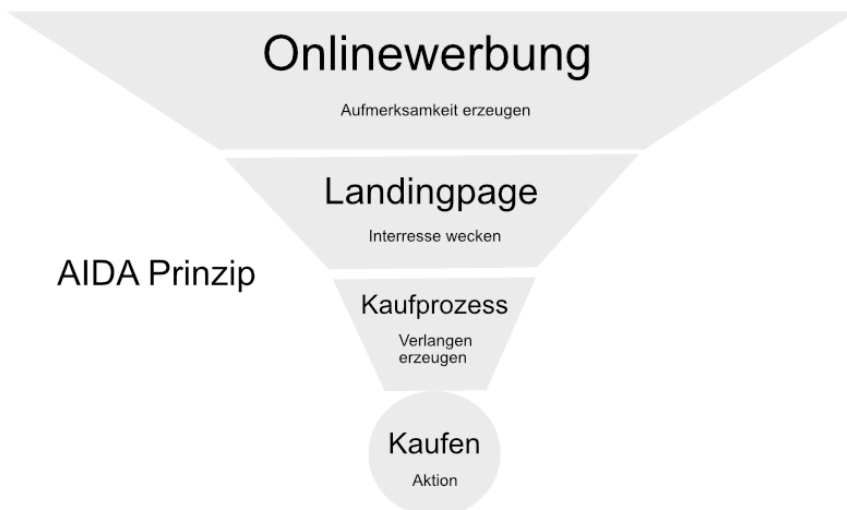 Onlinewerbung
Aufmerksamkeit erzeugen
Landingpage
Interresse wecken
AIDA Prinzip
Kaufprozess
Verlangen
erzeugen
Kaufen
Aktion